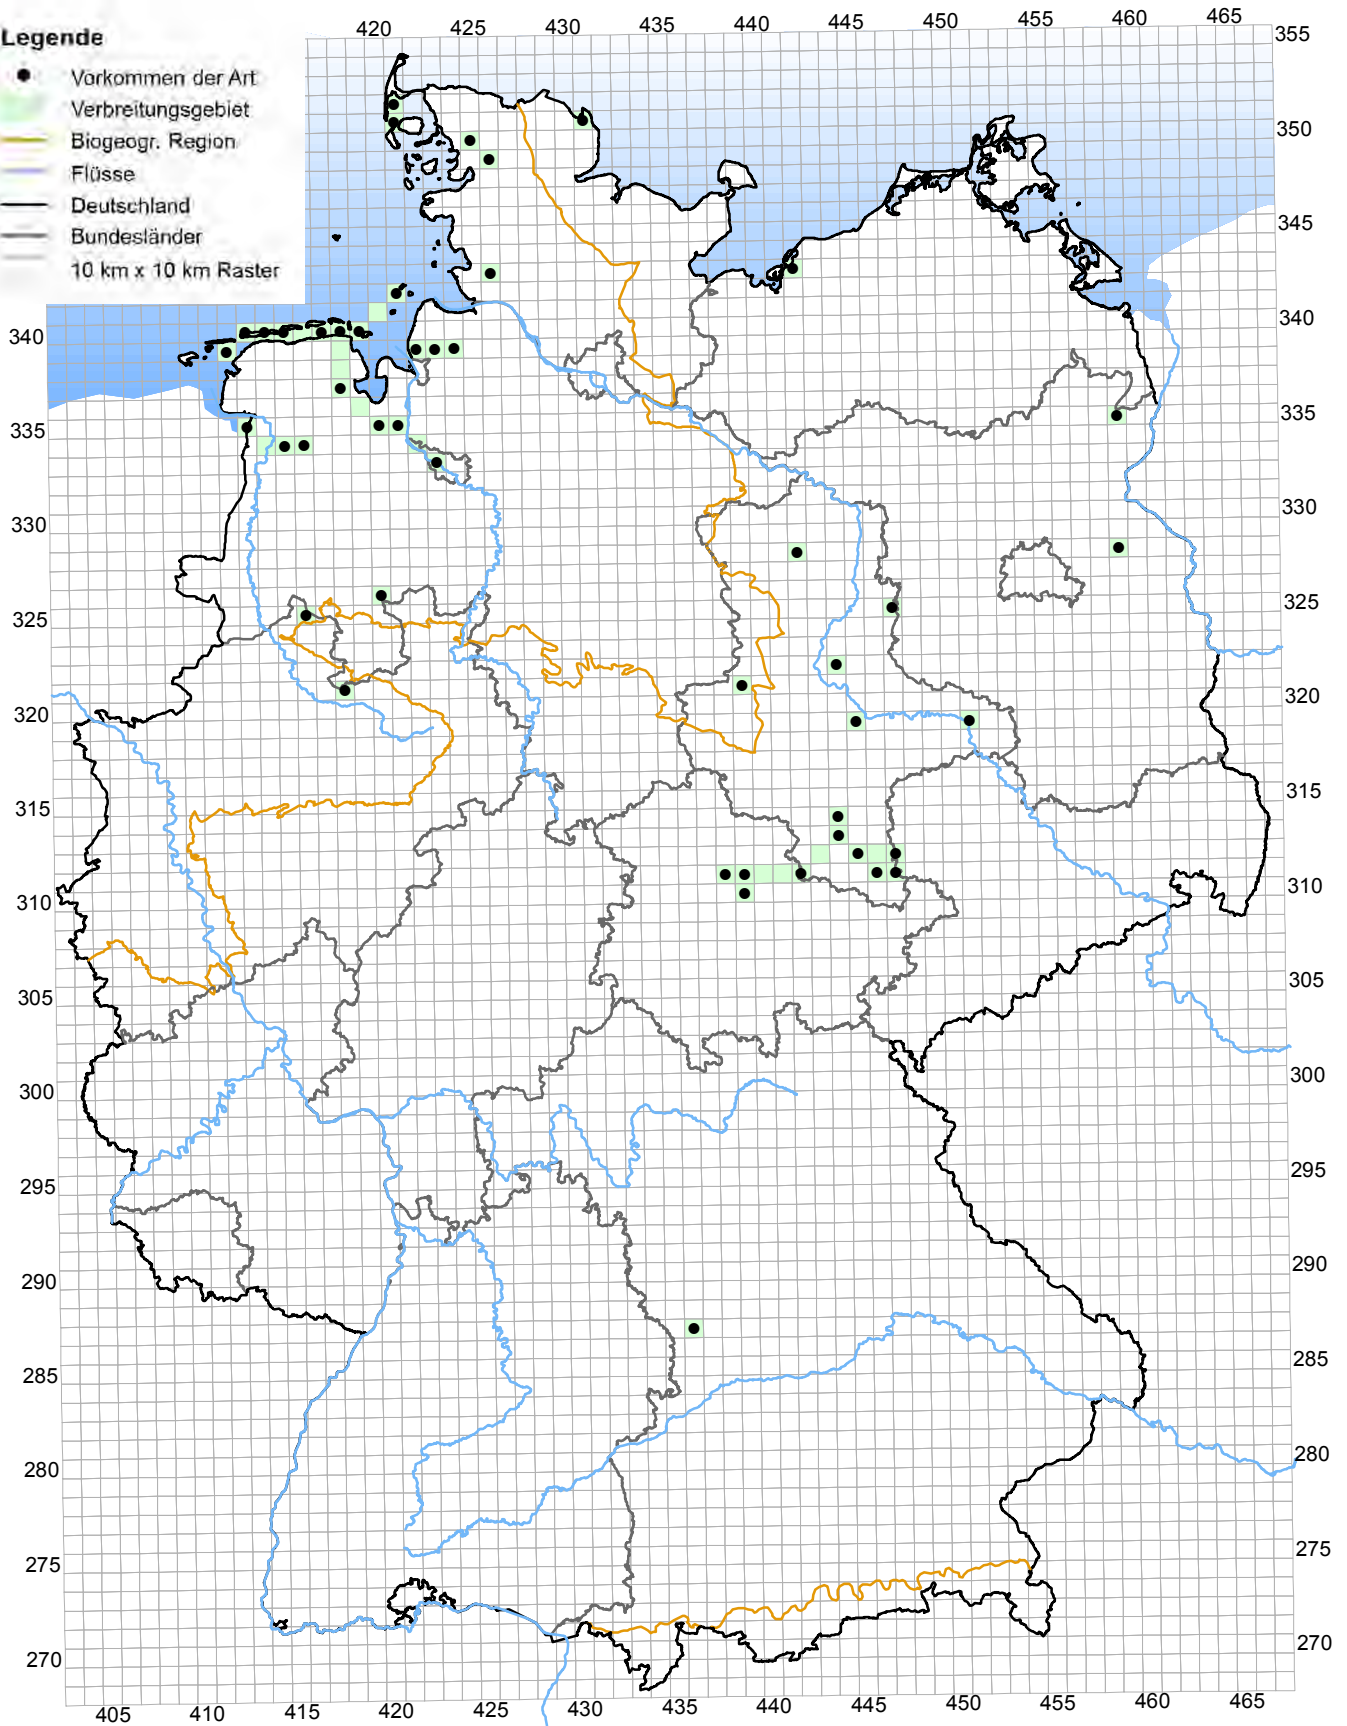 420 425 430 435 440 445 450 455 460 465
Legende
Vorkommen der Art
Verbreitungsgebiet
Biogeogr. Region
Flüsse
Deutschland
Bundesländer
10 km x 10 km Raster
355
350
345
340 340
335 335
330 330
325 325
320 320
315 315
310 310
305 305
300 300
295 295
290 290
285 285
280 280
275 275
270 270
405 410 415 420 425 430 435 440 445 450 455 460 465